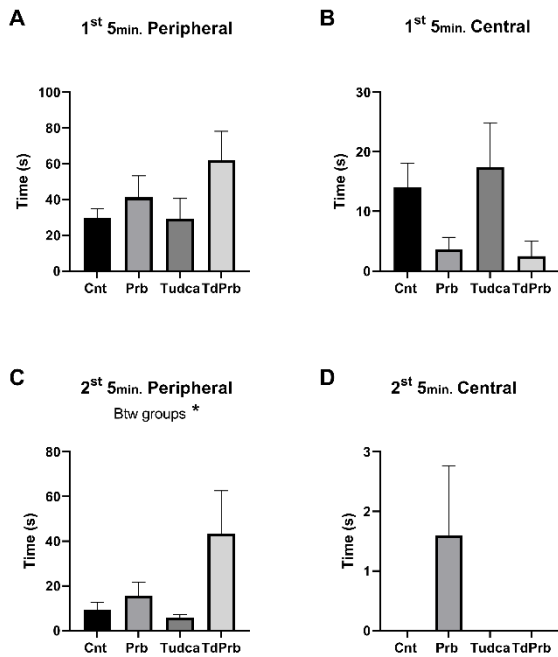 A
1st 5min. Peripheral
Time (s)
100
80
60
40
20
0
Cnt Prb Tudca TdPrb
B
1st 5min. Central
Time (s)
30
20
10
0
Cnt Prb Tudca TdPrb
C
2st 5min. Peripheral
Btw groups *
Time (s)
80
60
40
20
0
Cnt Prb Tudca TdPrb
D
2st 5min. Central
Time (s)
3
2
1
0
Cnt Prb Tudca TdPrb